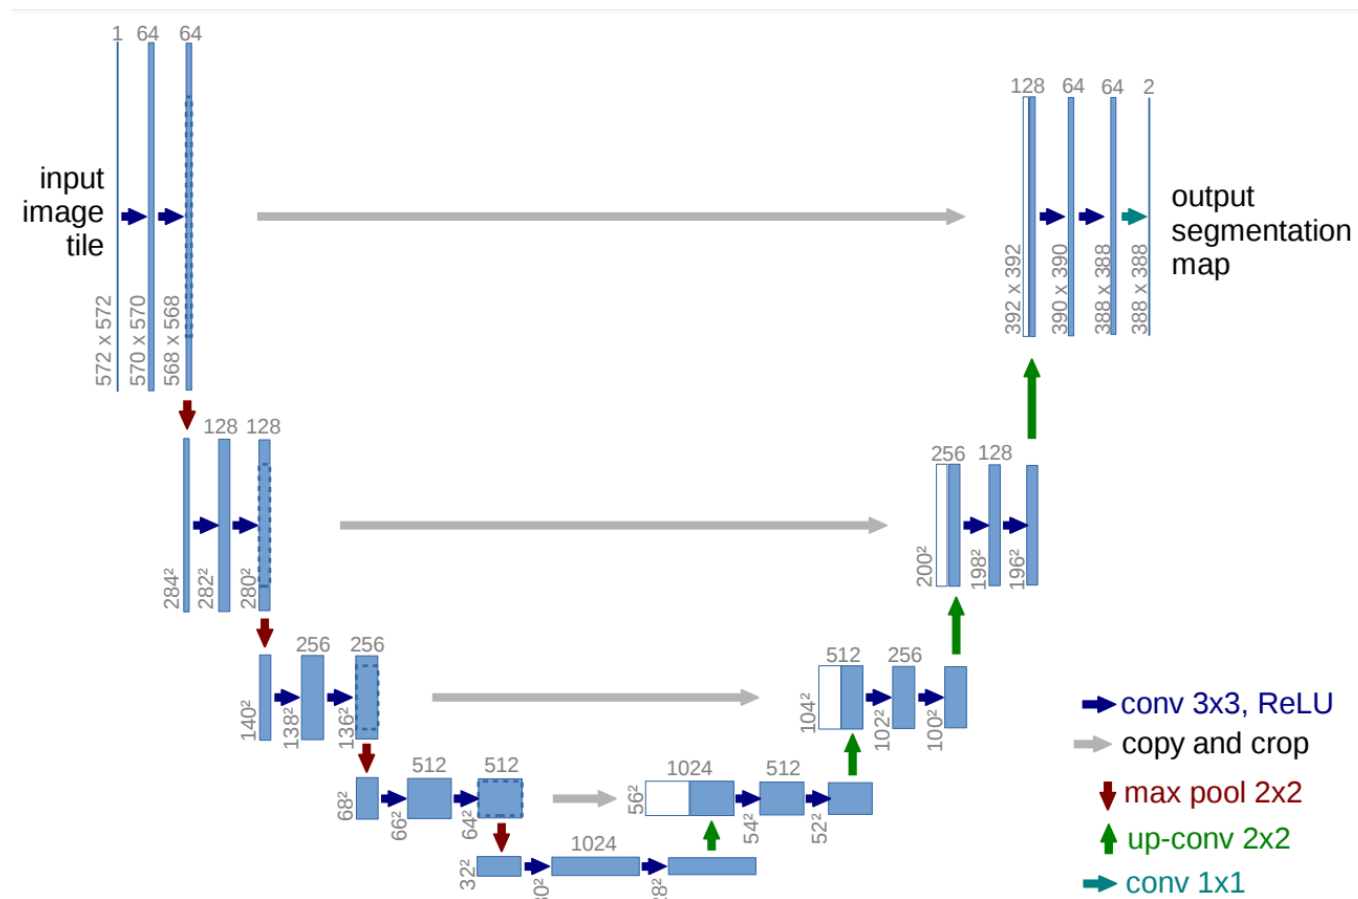 1 64 64
128 64 64 2
input
image
tile
output
segmentation
map
572 x 572
570 x 570
568 x 568
392 x 392
390 x 390
388 x 388
388 x 388
128 128
256 128
284²
282²
280²
200²
198²
196²
256 256
512 256
140²
138²
136²
104²
102²
100²
512 512
1024 512
68²
66²
64²
56²
54²
52²
1024
32²
conv 3x3, ReLU
copy and crop
max pool 2x2
up-conv 2x2
conv 1x1